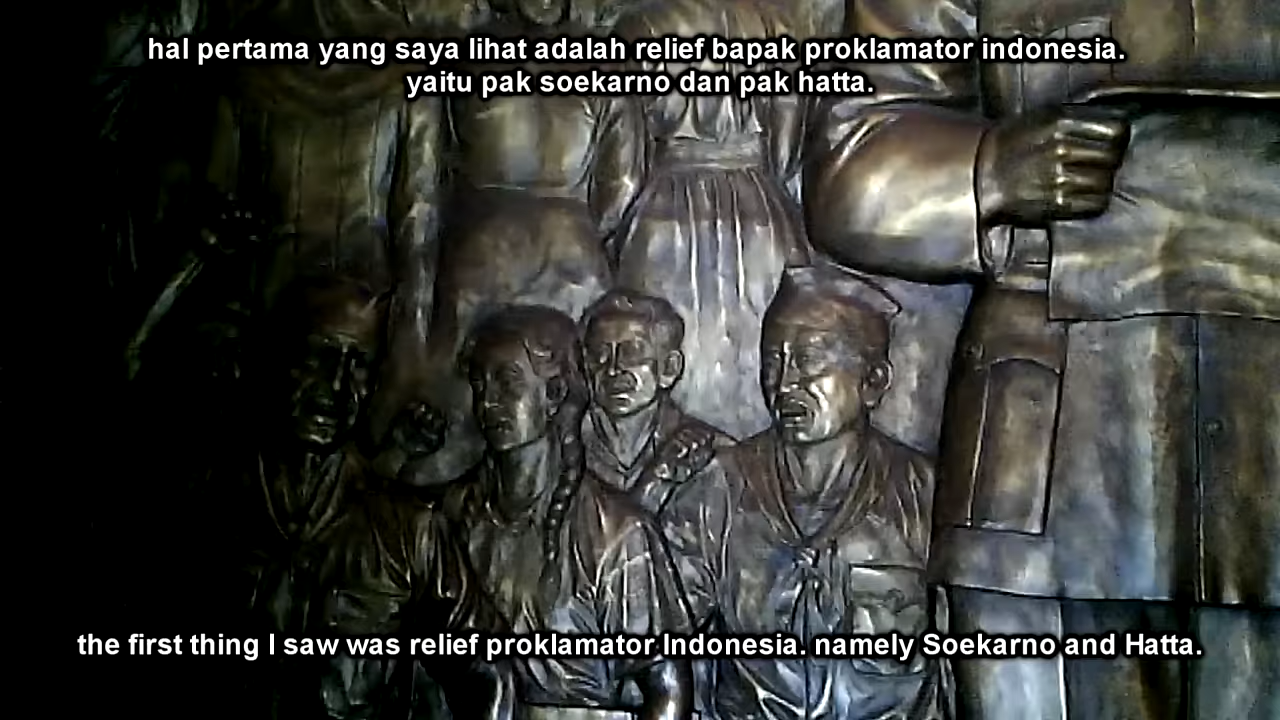 hal pertama yang saya lihat adalah relief bapak proklamator indonesia.
yaitu pak soekarno dan pak hatta.
the first thing I saw was relief proklamator Indonesia. namely Soekarno and Hatta.